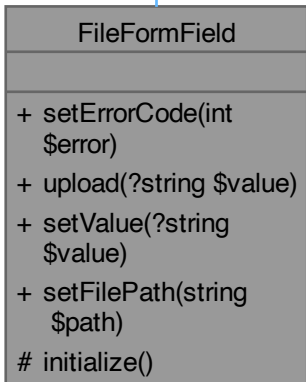 FileFormField
+ setErrorCode(int
$error)
+ upload(?string $value)
+ setValue(?string
$value)
+ setFilePath(string
$path)
# initialize()